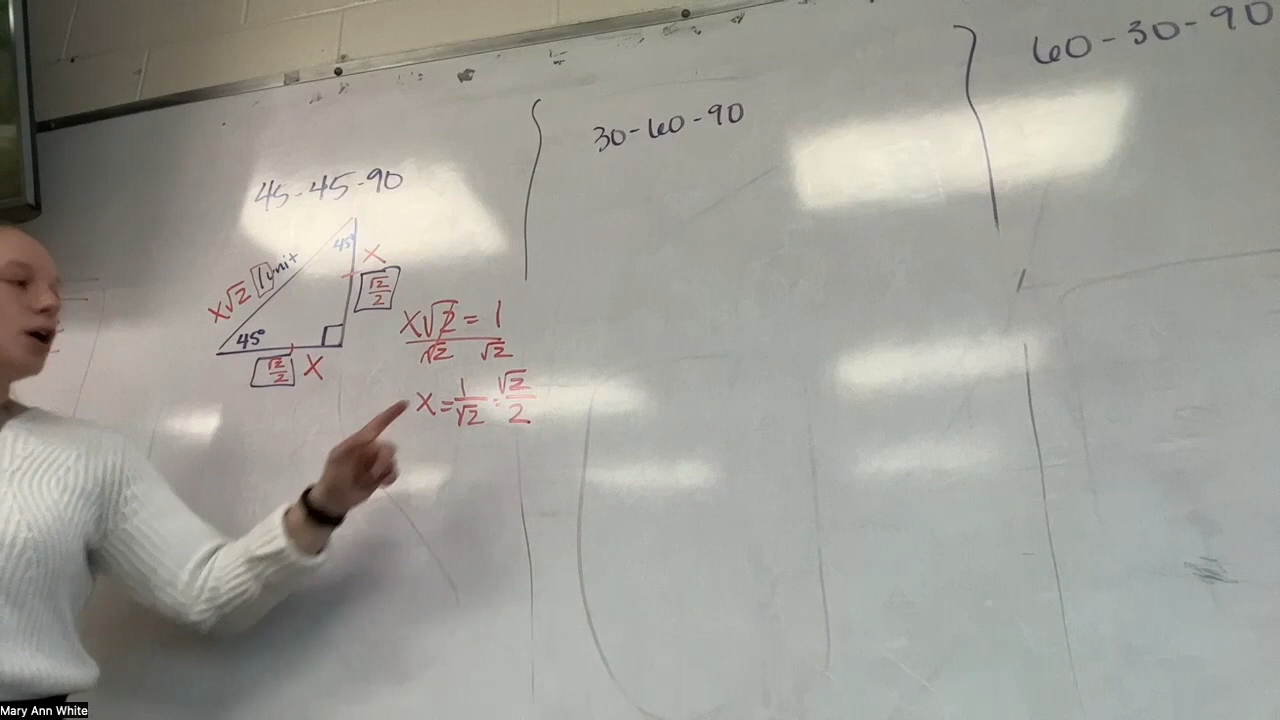 45-45-90
45°
X
X√2
1 unit
√2/2
45°
√2/2
X
X√2 = 1
√2 √2
X = 1/√2 = √2/2
30-60-90
60-30-90
Mary Ann White